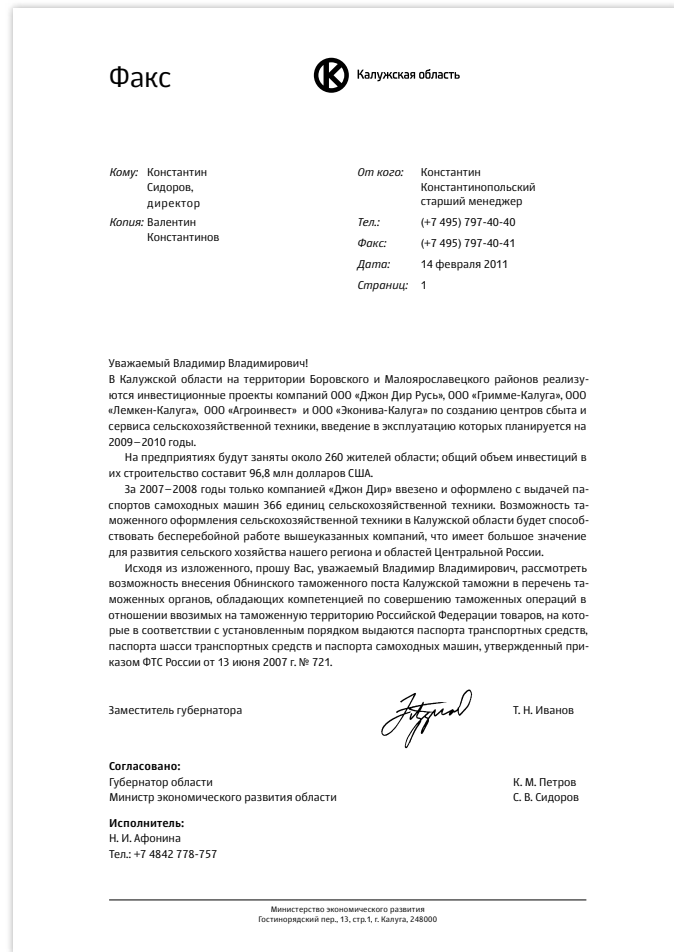 Факс
Калужская область
Кому: Константин
Сидоров,
директор
Копия: Валентин
Константинов
От кого: Константин
Константинопольский
старший менеджер
Тел.: (+7 495) 797-40-40
Факс: (+7 495) 797-40-41
Дата: 14 февраля 2011
Страниц: 1
Уважаемый Владимир Владимирович!
В Калужской области на территории Боровского и Малоярославецкого районов реализу-
ются инвестиционные проекты компаний ООО «Джон Дир Русь», ООО «Гримме-Калуга», ООО
«Лемкен-Калуга», ООО «Агроинвест» и ООО «Эконива-Калуга» по созданию центров сбыта и
сервиса сельскохозяйственной техники, введение в эксплуатацию которых планируется на
2009–2010 годы.
На предприятиях будут заняты около 260 жителей области; общий объем инвестиций в
их строительство составит 96,8 млн долларов США.
За 2007–2008 годы только компанией «Джон Дир» ввезено и оформлено с выдачей па-
спортов самоходных машин 366 единиц сельскохозяйственной техники. Возможность та-
моженного оформления сельскохозяйственной техники в Калужской области будет способ-
ствовать бесперебойной работе вышеуказанных компаний, что имеет большое значение
для развития сельского хозяйства нашего региона и областей Центральной России.
Исходя из изложенного, прошу Вас, уважаемый Владимир Владимирович, рассмотреть
возможность внесения Обнинского таможенного поста Калужской таможни в перечень та-
моженных органов, обладающих компетенцией по совершению таможенных операций в
отношении ввозимых на таможенную территорию Российской Федерации товаров, на кото-
рые в соответствии с установленным порядком выдаются паспорта транспортных средств,
паспорта шасси транспортных средств и паспорта самоходных машин, утвержденный при-
казом ФТС России от 13 июня 2007 г. № 721.
Заместитель губернатора Т. Н. Иванов
Согласовано:
Губернатор области К. М. Петров
Министр экономического развития области С. В. Сидоров
Исполнитель:
Н. И. Афонина
Тел.: +7 4842 778-757
Министерство экономического развития
Гостинорядский пер., 13, стр.1, г. Калуга, 248000